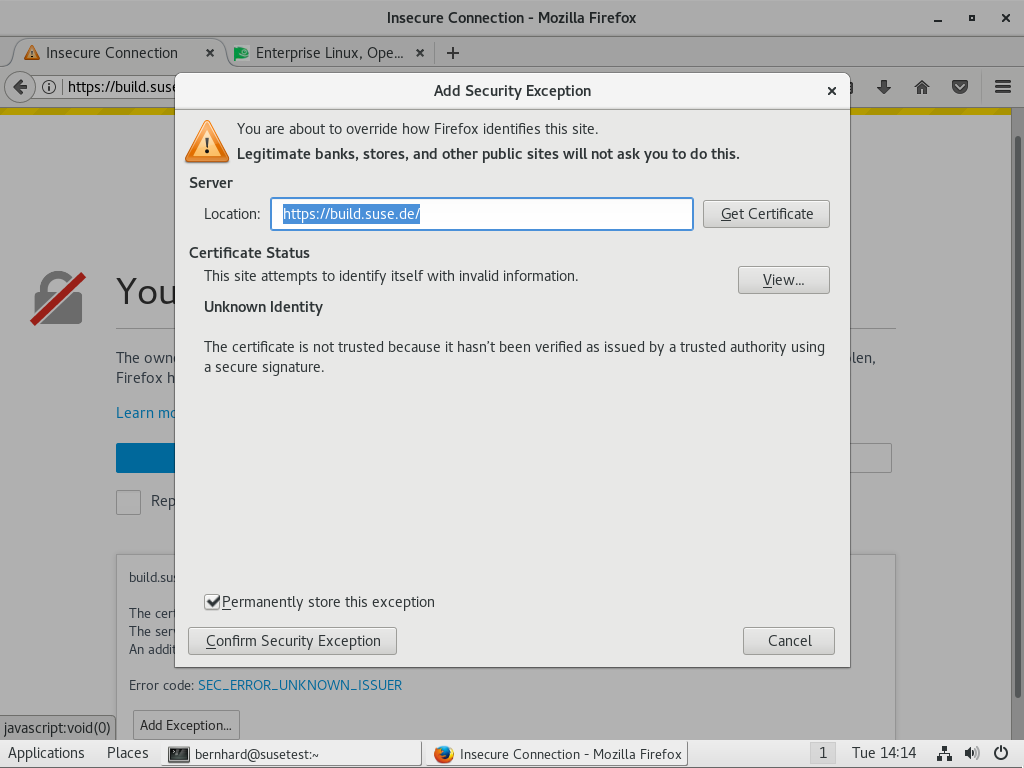 Insecure Connection - Mozilla Firefox
Insecure Connection
Enterprise Linux, Ope...
https://build.suse
Add Security Exception
You are about to override how Firefox identifies this site.
Legitimate banks, stores, and other public sites will not ask you to do this.
Server
Location:
https://build.suse.de/
Get Certificate
Certificate Status
This site attempts to identify itself with invalid information.
View...
Unknown Identity
The certificate is not trusted because it hasn't been verified as issued by a trusted authority using
a secure signature.
You
The owne
len,
Firefox h
Learn mo
Rep
Permanently store this exception
Confirm Security Exception
Cancel
build.sus
The cert
The serv
An addit
Error code: SEC_ERROR_UNKNOWN_ISSUER
javascript:void(0)
Add Exception...
Applications
Places
bernhard@susetest:~
Insecure Connection - Mozilla Firefox
1
Tue 14:14